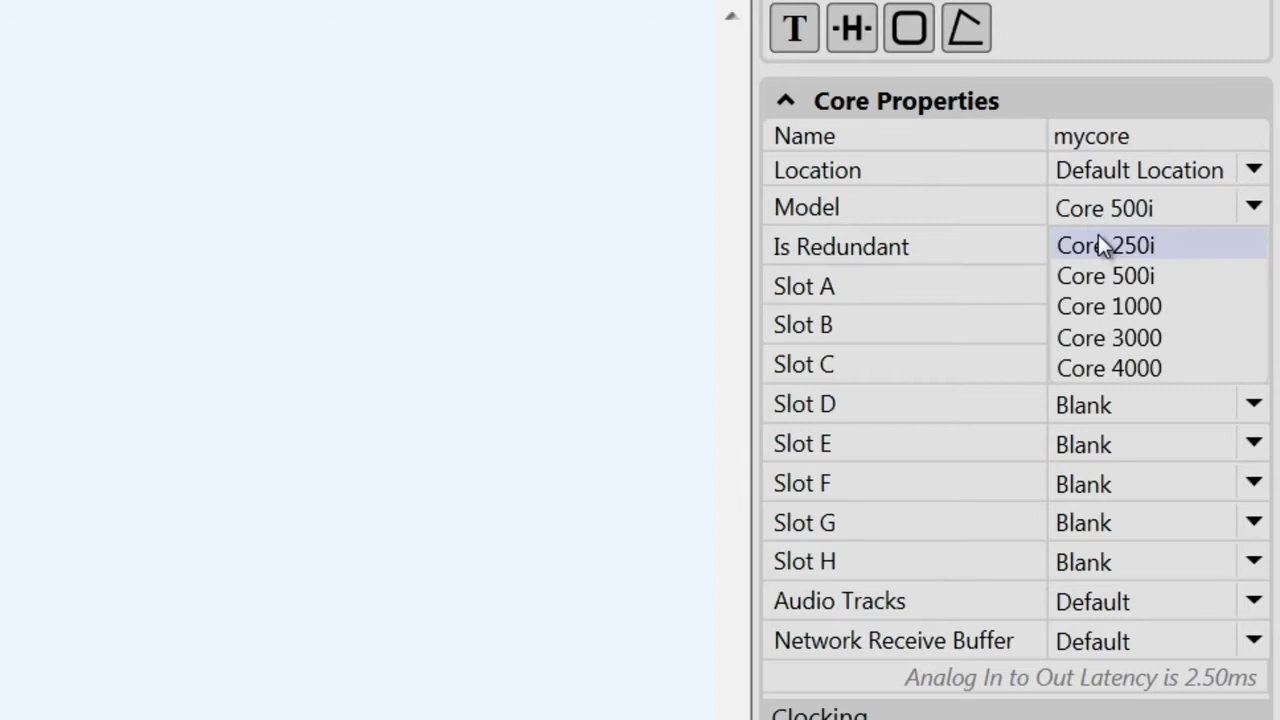 T -H-
Core Properties
Name mycore
Location Default Location
Model Core 500i
Is Redundant Core 250i
Slot A Core 500i
Core 1000
Slot B Core 3000
Slot C Core 4000
Slot D Blank
Slot E Blank
Slot F Blank
Slot G Blank
Slot H Blank
Audio Tracks Default
Network Receive Buffer Default
Analog In to Out Latency is 2.50ms
Clocking